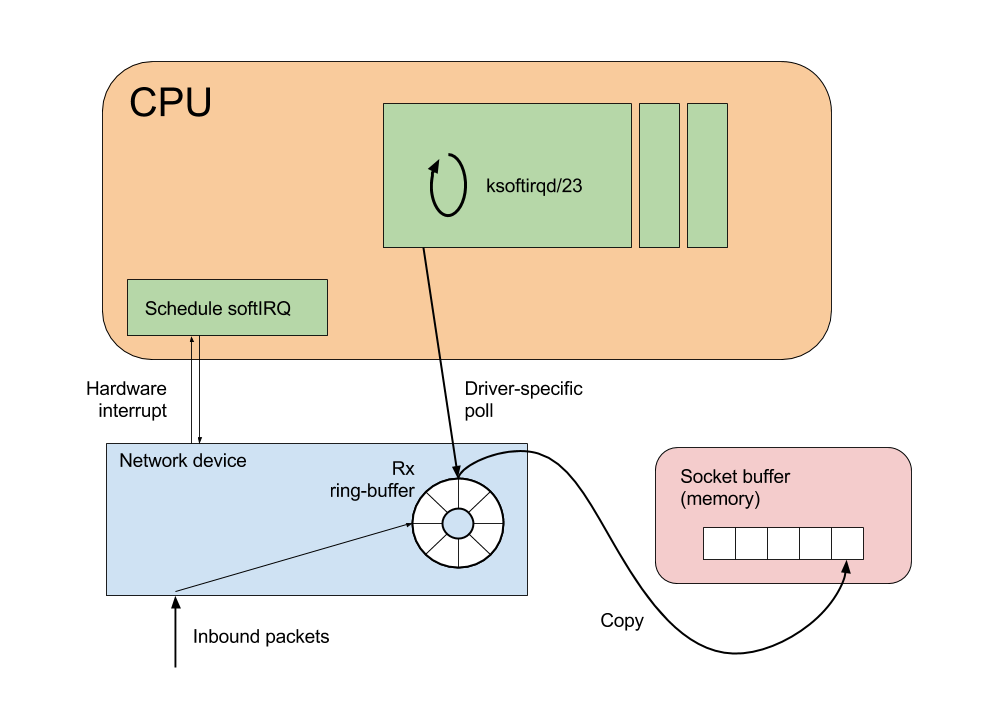 CPU
ksoftirqd/23
Schedule softIRQ
Hardware
interrupt
Driver-specific
poll
Network device
Rx
ring-buffer
Socket buffer
(memory)
Copy
Inbound packets